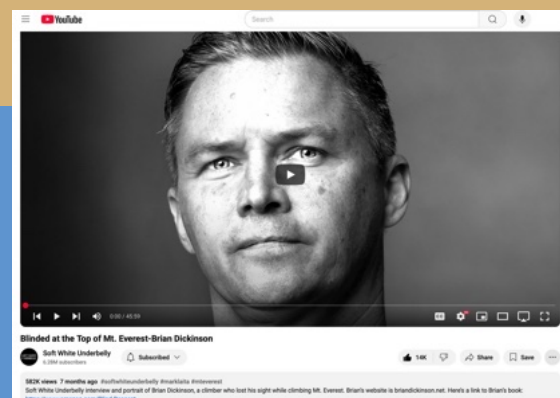 YouTube
Search
0:00 / 45:59
Blinded at the Top of Mt. Everest-Brian Dickinson
Soft White Underbelly
6.28M subscribers
Subscribed
14K
Share
Save
582K views 7 months ago #softwhiteunderbelly #marklaita #mteverest
Soft White Underbelly interview and portrait of Brian Dickinson, a climber who lost his sight while climbing Mt. Everest. Brian's website is briandickinson.net. Here's a link to Brian's book: